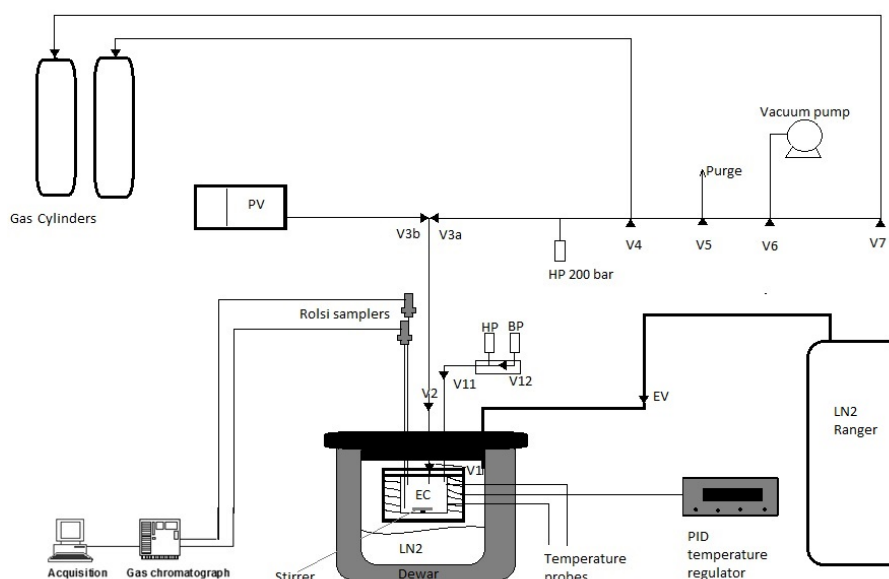 Vacuum pump
Purge
Gas Cylinders
PV
V3b
V3a
V4
V5
V6
V7
HP 200 bar
Rolsi samplers
HP
BP
V11
V12
V2
EV
LN2
Ranger
V1
EC
LN2
Dewar
Stirrer
Temperature
probes
PID
temperature
regulator
Acquisition
Gas chromatograph